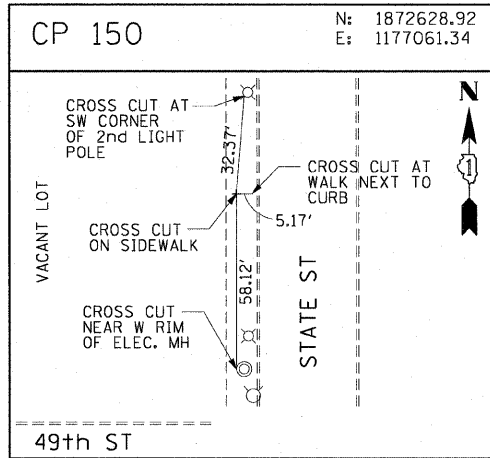 CP 150
N: 1872628.92
E: 1177061.34
CROSS CUT AT
SW CORNER
OF 2nd LIGHT
POLE
N
1
32.37'
CROSS CUT AT
WALK NEXT TO
CURB
5.17'
VACANT LOT
CROSS CUT
ON SIDEWALK
58.12'
STATE ST
CROSS CUT
NEAR W RIM
OF ELEC. MH
49th ST